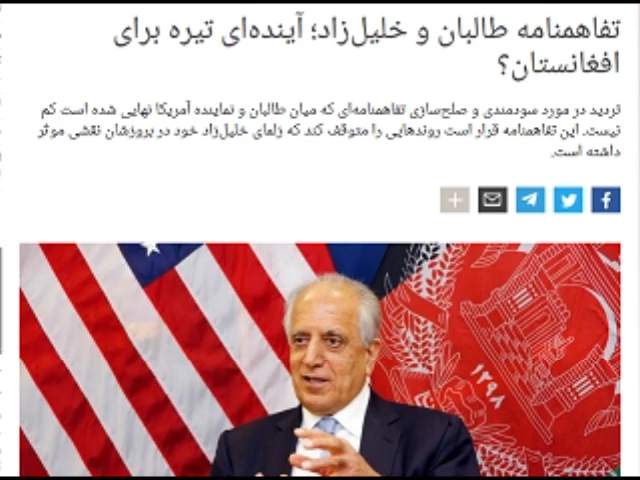 تفاهمنامه طالبان و خلیل‌زاد؛ آینده‌ای تیره برای
افغانستان؟
تردید در مورد سودمندی و صلح‌سازی تفاهمنامه‌ای که میان طالبان و نماینده آمریکا نهایی شده است کم
نیست. این تفاهمنامه قرار است روندهایی را متوقف کند که زلمای خلیل‌زاد خود در بروزشان نقشی موثر
داشته است.
۱۲۹۸